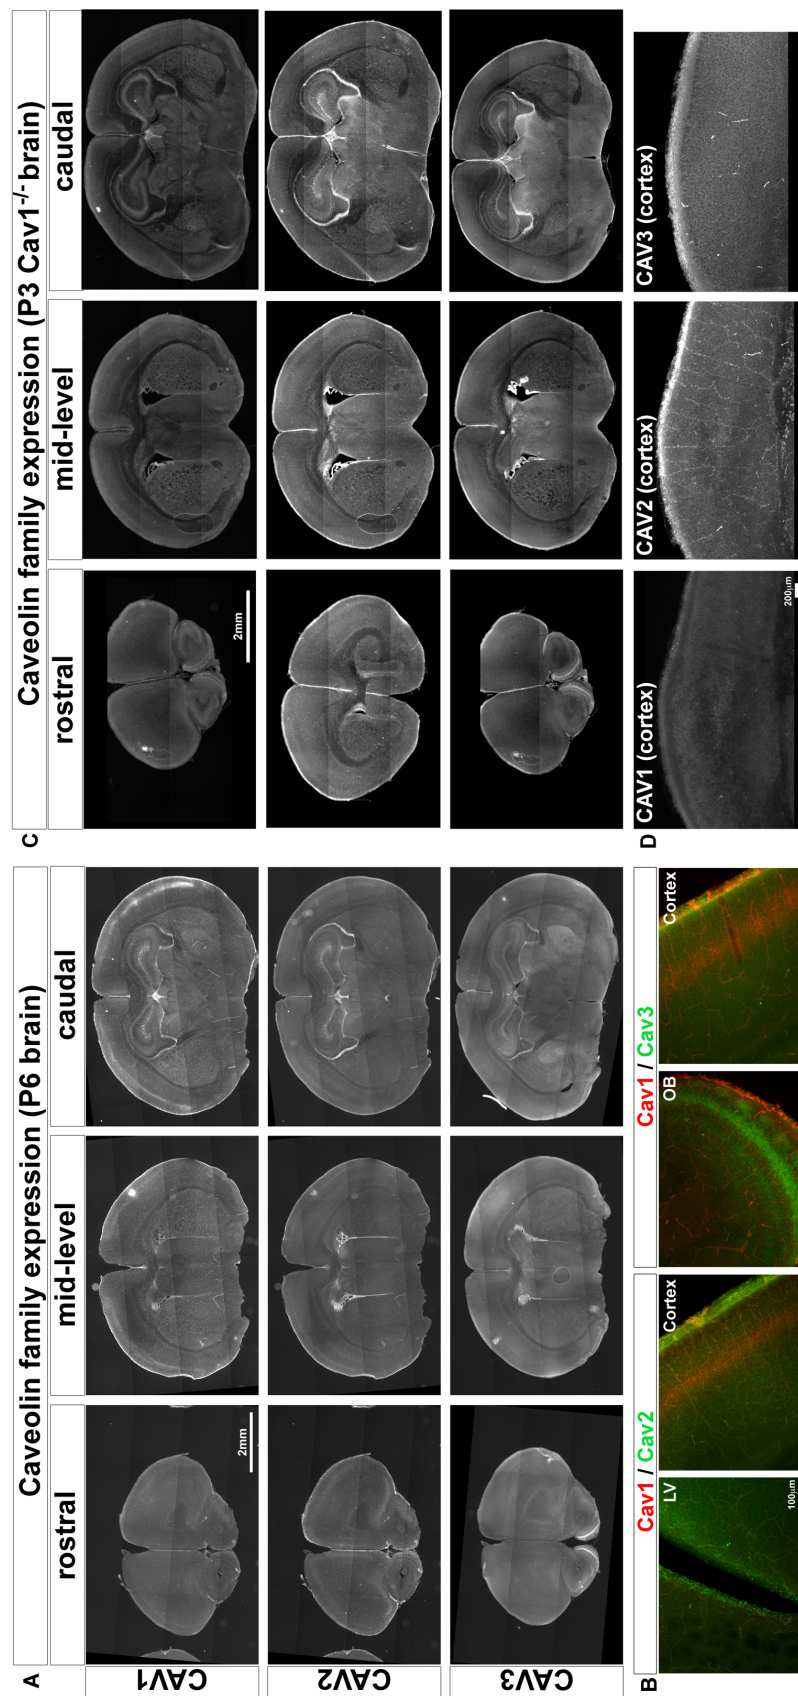 A
Caveolin family expression (P6 brain)
rostral
mid-level
caudal
CAV1
2mm
CAV2
CAV3
B
Cav1 / Cav2
LV
100µm
Cortex
Cav1 / Cav3
OB
Cortex
C
Caveolin family expression (P3 Cav1-/- brain)
rostral
mid-level
caudal
2mm
D
CAV1 (cortex)
200µm
CAV2 (cortex)
CAV3 (cortex)